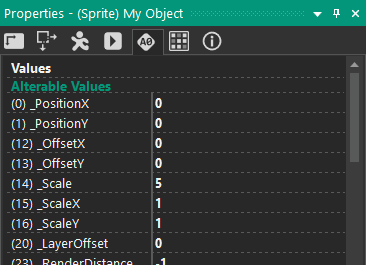 Properties - (Sprite) My Object
A0
Values
Alterable Values
(0) _PositionX 0
(1) _PositionY 0
(12) _OffsetX 0
(13) _OffsetY 0
(14) _Scale 5
(15) _ScaleX 1
(16) _ScaleY 1
(20) _LayerOffset 0
(23) _RenderDistance -1